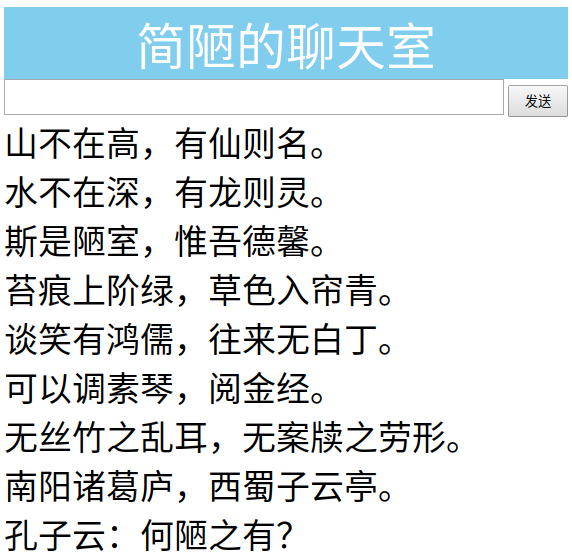 简陋的聊天室
发送
山不在高，有仙则名。
水不在深，有龙则灵。
斯是陋室，惟吾德馨。
苔痕上阶绿，草色入帘青。
谈笑有鸿儒，往来无白丁。
可以调素琴，阅金经。
无丝竹之乱耳，无案牍之劳形。
南阳诸葛庐，西蜀子云亭。
孔子云：何陋之有？